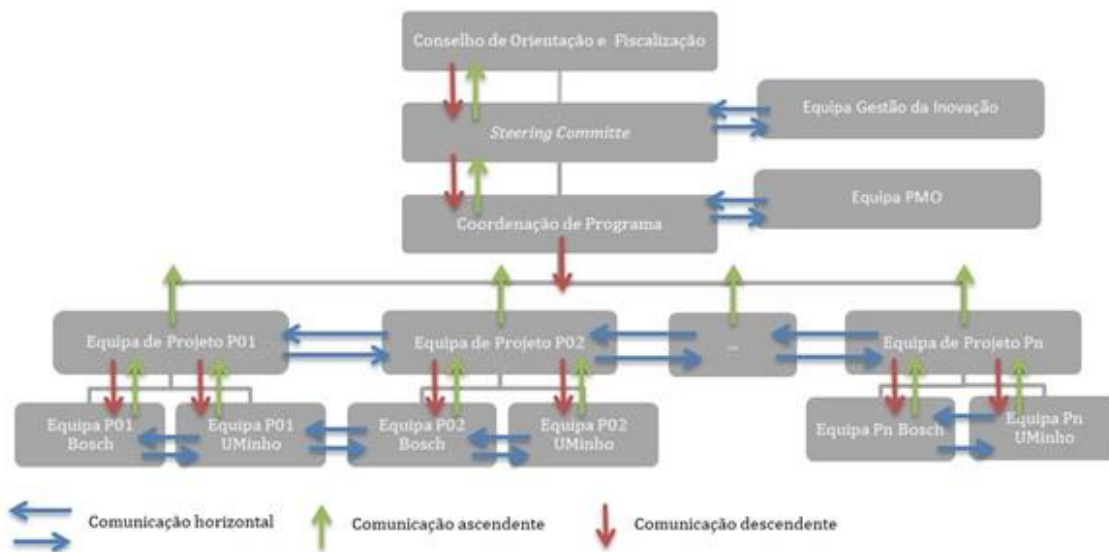 Conselho de Orientação e Fiscalização
Equipa Gestão da Inovação
Steering Committe
Equipa PMO
Coordenação de Programa
Equipa de Projeto P01
Equipa de Projeto P02
...
Equipa de Projeto Pn
Equipa P01
Bosch
Equipa P01
UMinho
Equipa P02
Bosch
Equipa P02
UMinho
Equipa Pn Bosch
Equipa Pn
UMinho
Comunicação horizontal
Comunicação ascendente
Comunicação descendente